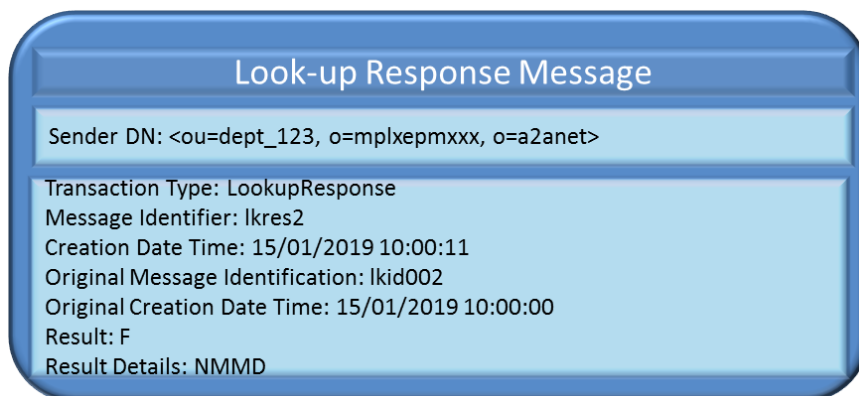 Look-up Response Message
Sender DN: <ou=dept_123, o=mplxepmxxx, o=a2anet>
Transaction Type: LookupResponse
Message Identifier: lkres2
Creation Date Time: 15/01/2019 10:00:11
Original Message Identification: lkid002
Original Creation Date Time: 15/01/2019 10:00:00
Result: F
Result Details: NMMD